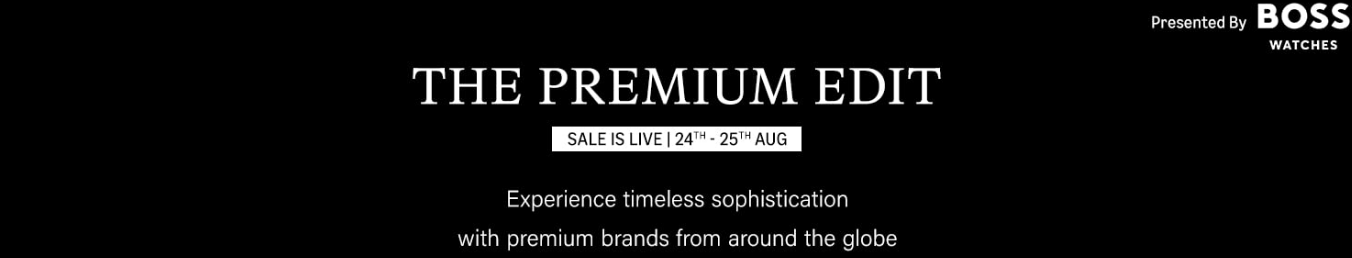 Presented By BOSS
WATCHES
THE PREMIUM EDIT
SALE IS LIVE | 24TH - 25TH AUG
Experience timeless sophistication
with premium brands from around the globe